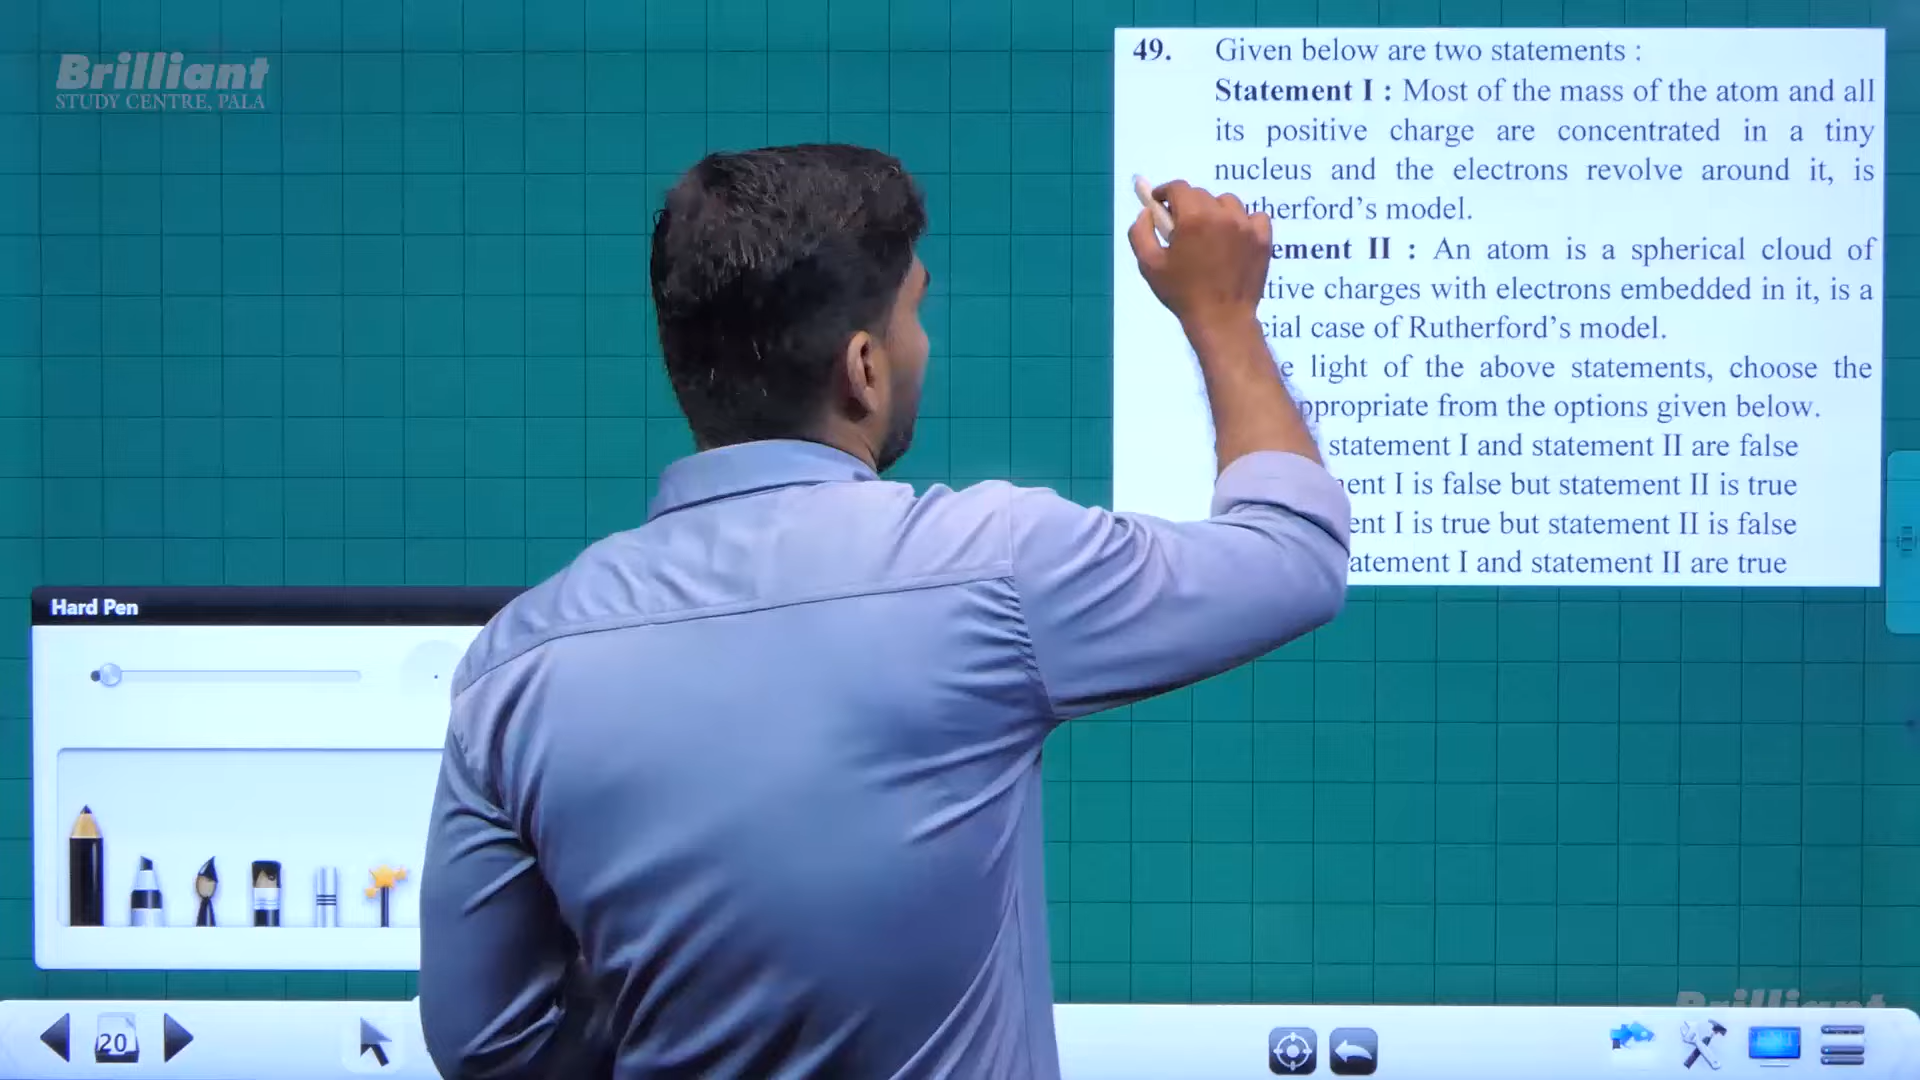 Brilliant
STUDY CENTRE, PALA
49. Given below are two statements :
Statement I : Most of the mass of the atom and all
its positive charge are concentrated in a tiny
nucleus and the electrons revolve around it, is
utherford's model.
ement II : An atom is a spherical cloud of
tive charges with electrons embedded in it, is a
cial case of Rutherford's model.
e light of the above statements, choose the
ppropriate from the options given below.
statement I and statement II are false
ent I is false but statement II is true
ent I is true but statement II is false
atement I and statement II are true
Hard Pen
20
Brilliant